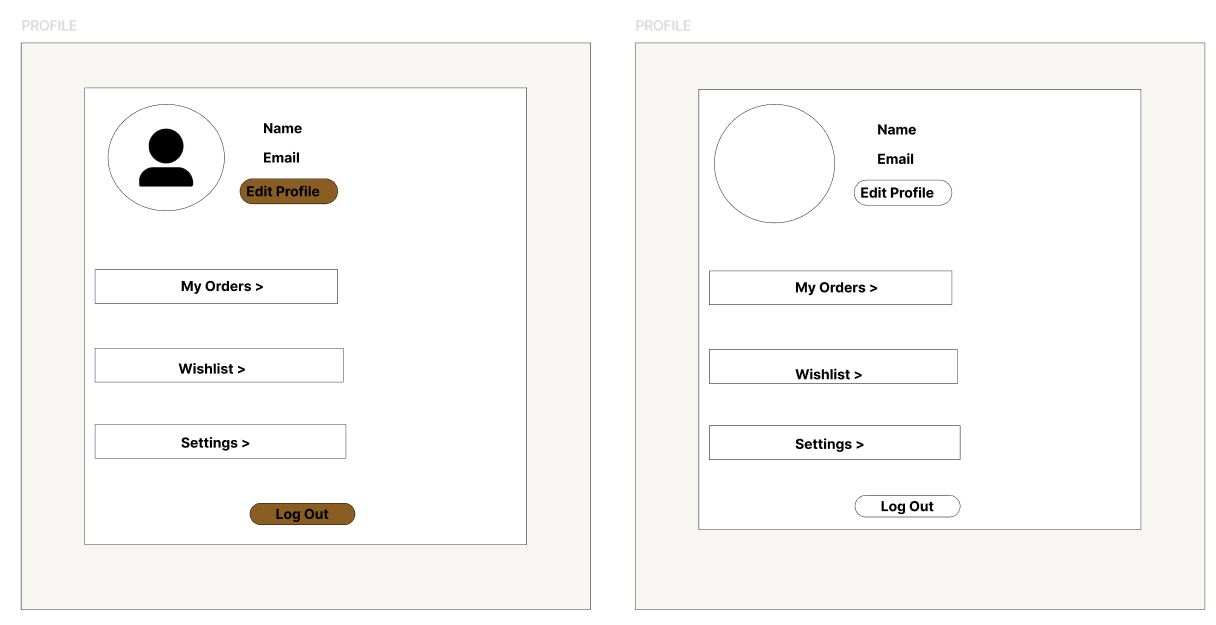 PROFILE
Name
Email
Edit Profile
My Orders >
Wishlist >
Settings >
Log Out
PROFILE
Name
Email
Edit Profile
My Orders >
Wishlist >
Settings >
Log Out